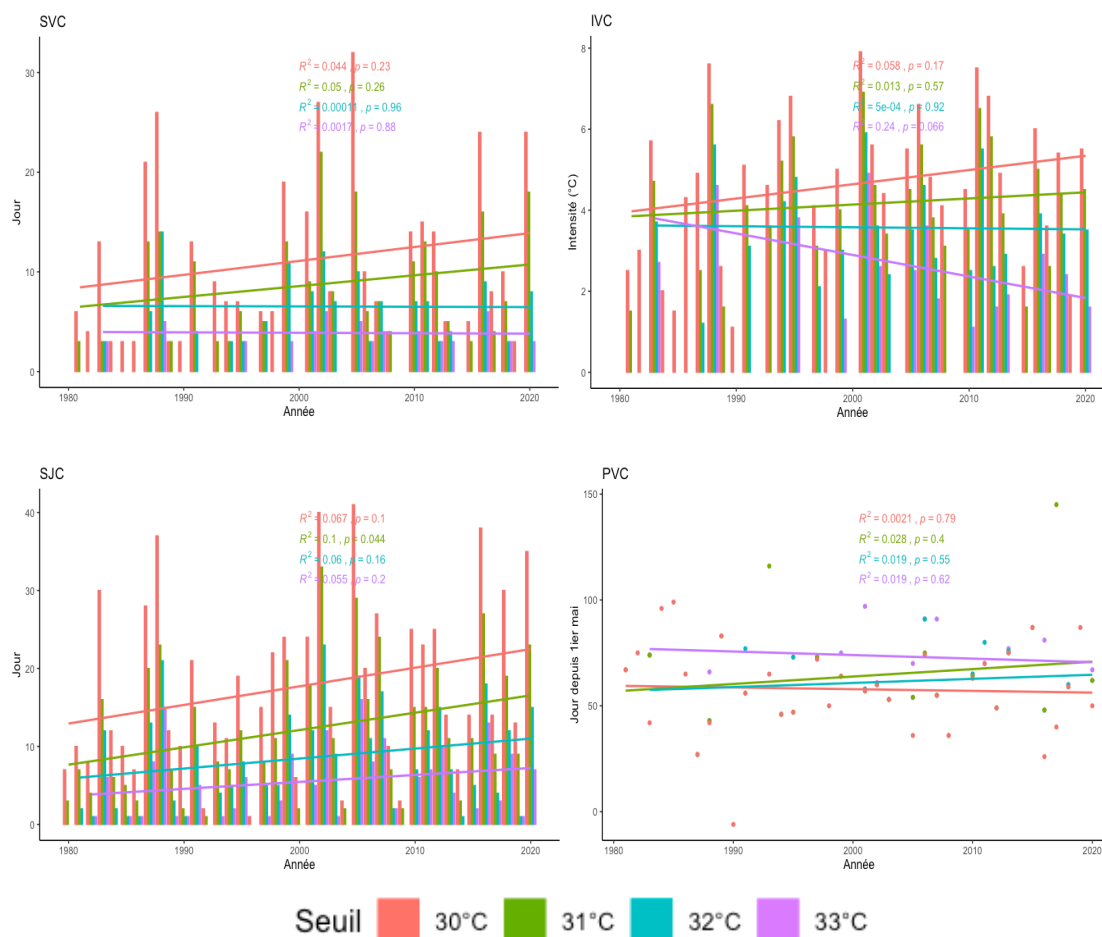 SVC
R² = 0.044 , p = 0.23
R² = 0.05 , p = 0.26
R² = 0.00011 , p = 0.96
R² = 0.0017 , p = 0.88
30
20
10
0
Jour
1980 1990 2000 2010 2020
Année
IVC
R² = 0.058 , p = 0.17
R² = 0.013 , p = 0.57
R² = 5e-04 , p = 0.92
R² = 0.24 , p = 0.066
8
6
4
2
0
Intensité (°C)
1980 1990 2000 2010 2020
Année
SJC
R² = 0.067 , p = 0.1
R² = 0.1 , p = 0.044
R² = 0.06 , p = 0.16
R² = 0.055 , p = 0.2
40
30
20
10
0
Jour
1980 1990 2000 2010 2020
Année
PVC
R² = 0.0021 , p = 0.79
R² = 0.028 , p = 0.4
R² = 0.019 , p = 0.55
R² = 0.019 , p = 0.62
150
100
50
0
Jour depuis 1ier mai
1980 1990 2000 2010 2020
Année
Seuil 30°C 31°C 32°C 33°C